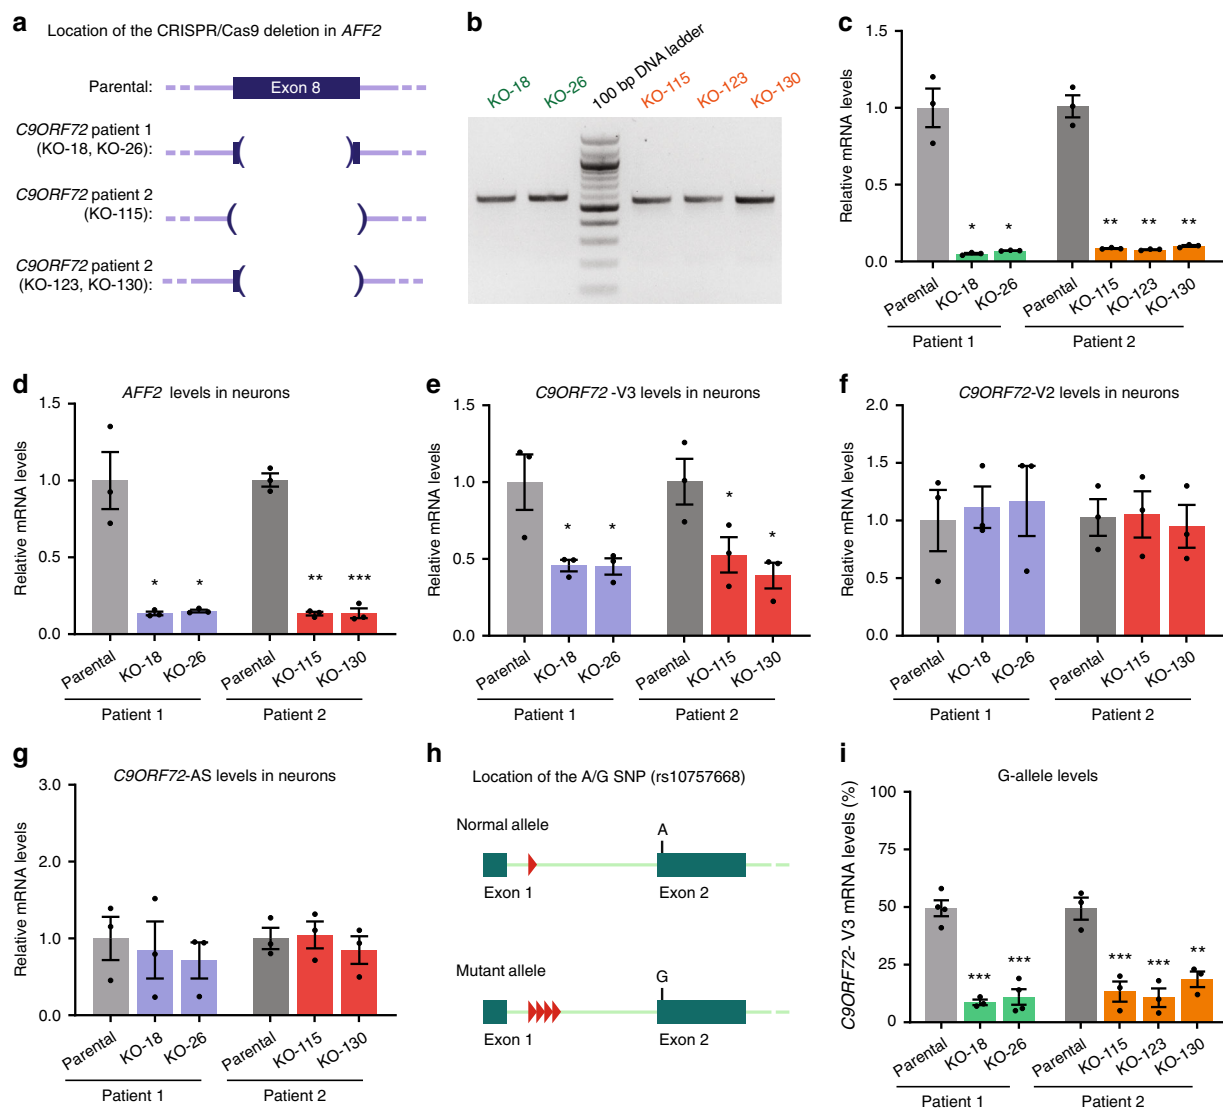 a
Location of the CRISPR/Cas9 deletion in AFF2
Parental:
Exon 8
C9ORF72 patient 1
(KO-18, KO-26):
C9ORF72 patient 2
(KO-115):
C9ORF72 patient 2
(KO-123, KO-130):
b
KO-18
KO-26
100 bp DNA ladder
KO-115
KO-123
KO-130
c
Relative mRNA levels
1.5
1.0
0.5
0.0
* * ** ** **
Parental
KO-18
KO-26
Parental
KO-115
KO-123
KO-130
Patient 1
Patient 2
d
AFF2 levels in neurons
Relative mRNA levels
1.5
1.0
0.5
0.0
* * ** ***
Parental
KO-18
KO-26
Parental
KO-115
KO-130
Patient 1
Patient 2
e
C9ORF72 -V3 levels in neurons
Relative mRNA levels
1.5
1.0
0.5
0.0
* * * *
Parental
KO-18
KO-26
Parental
KO-115
KO-130
Patient 1
Patient 2
f
C9ORF72-V2 levels in neurons
Relative mRNA levels
2.0
1.5
1.0
0.5
0.0
Parental
KO-18
KO-26
Parental
KO-115
KO-130
Patient 1
Patient 2
g
C9ORF72-AS levels in neurons
Relative mRNA levels
3.0
2.0
1.0
0.0
Parental
KO-18
KO-26
Parental
KO-115
KO-130
Patient 1
Patient 2
h
Location of the A/G SNP (rs10757668)
Normal allele
A
Exon 1
Exon 2
Mutant allele
G
Exon 1
Exon 2
i
G-allele levels
C9ORF72- V3 mRNA levels (%)
100
75
50
25
0
*** *** *** *** **
Parental
KO-18
KO-26
Parental
KO-115
KO-123
KO-130
Patient 1
Patient 2